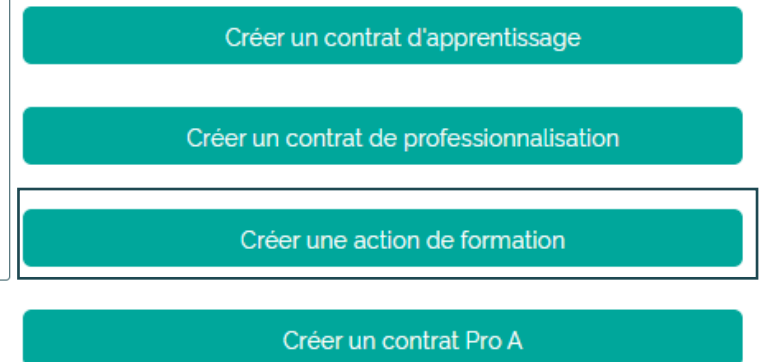 Créer un contrat d'apprentissage
Créer un contrat de professionnalisation
Créer une action de formation
Créer un contrat Pro A